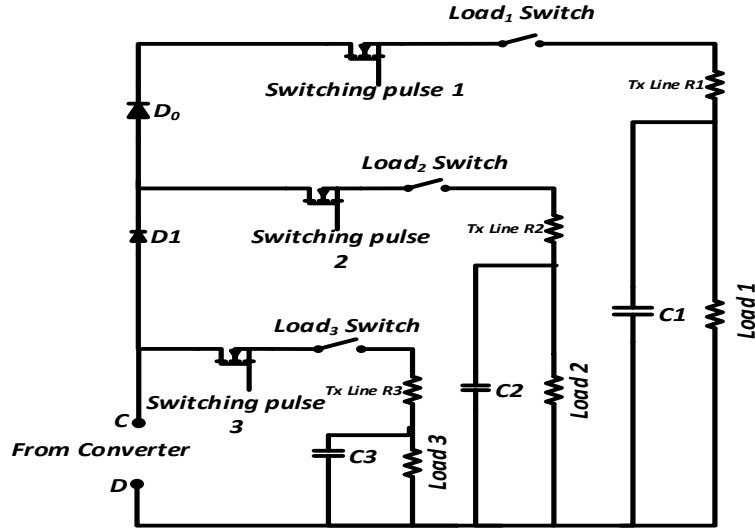 Load₁ Switch
Tx Line R1
Switching pulse 1
D₀
Load₂ Switch
Tx Line R2
D1
Switching pulse
2
C1
Load 1
Load₃ Switch
Tx Line R3
C2
Load 2
Switching pulse
3
C
From Converter
C3
Load 3
D